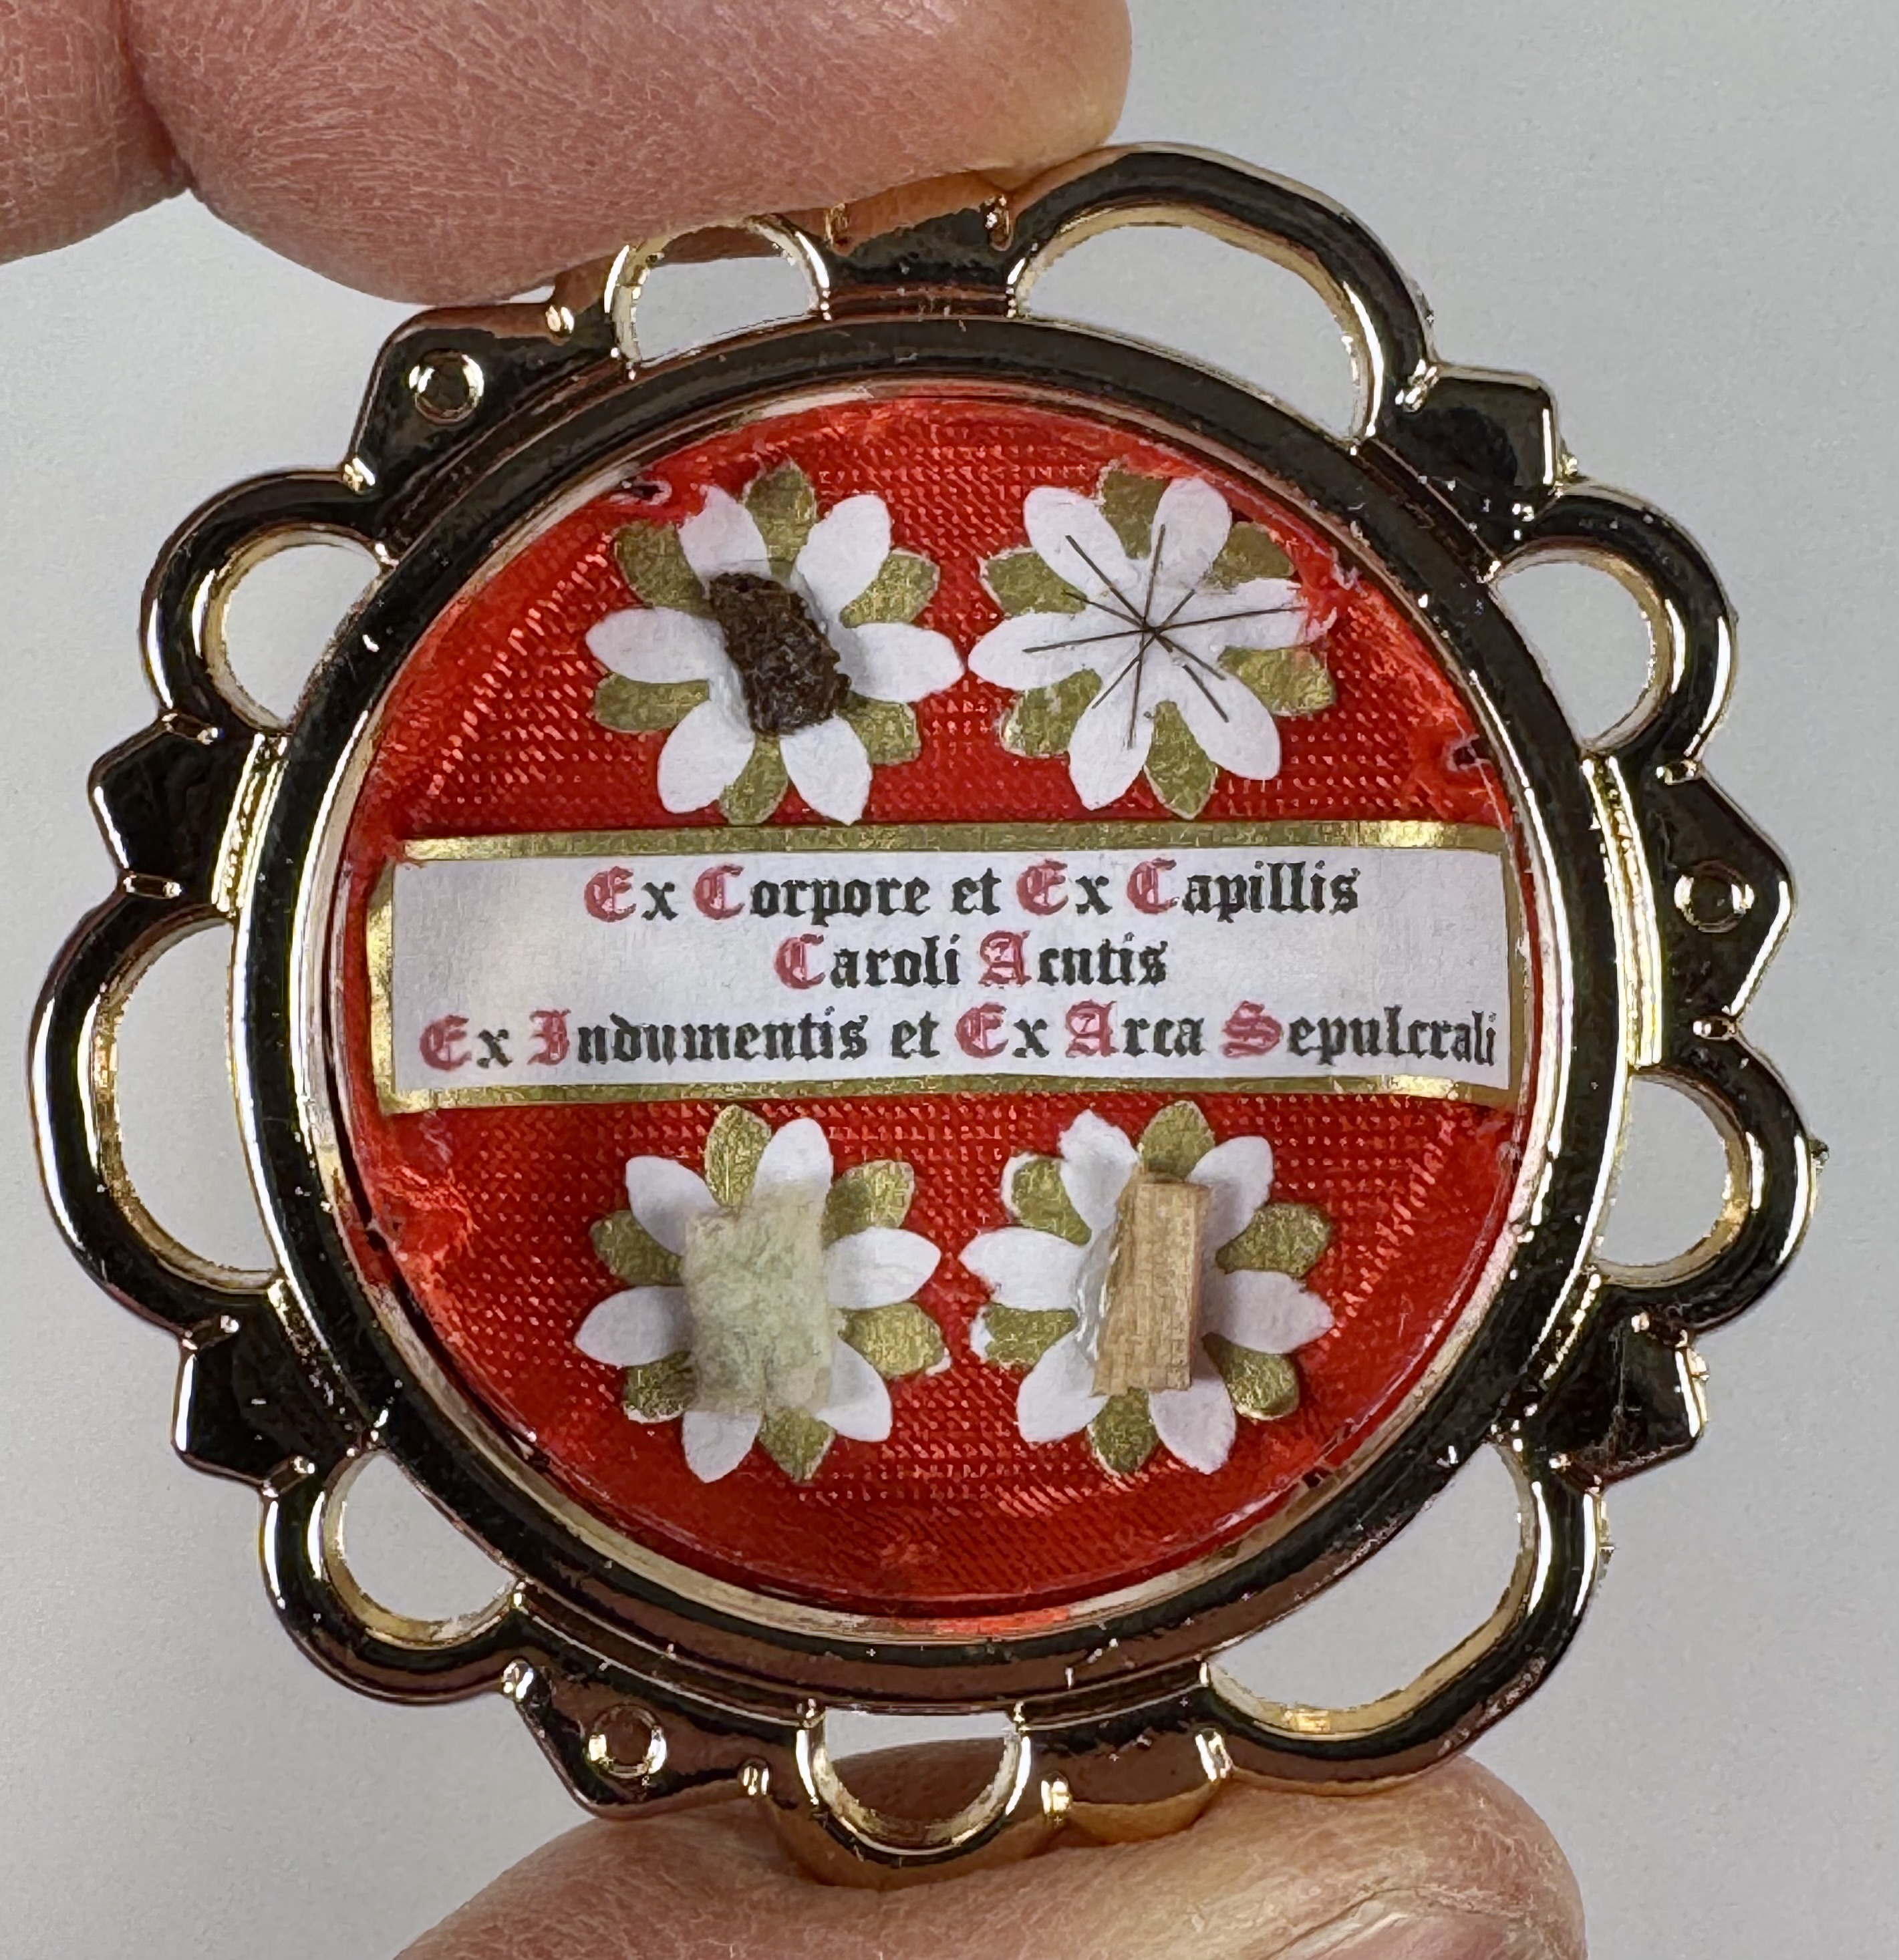 Ex Corpore et Ex Capillis
Caroli Acutis
Ex Indumentis et Ex Arca Sepulcrali